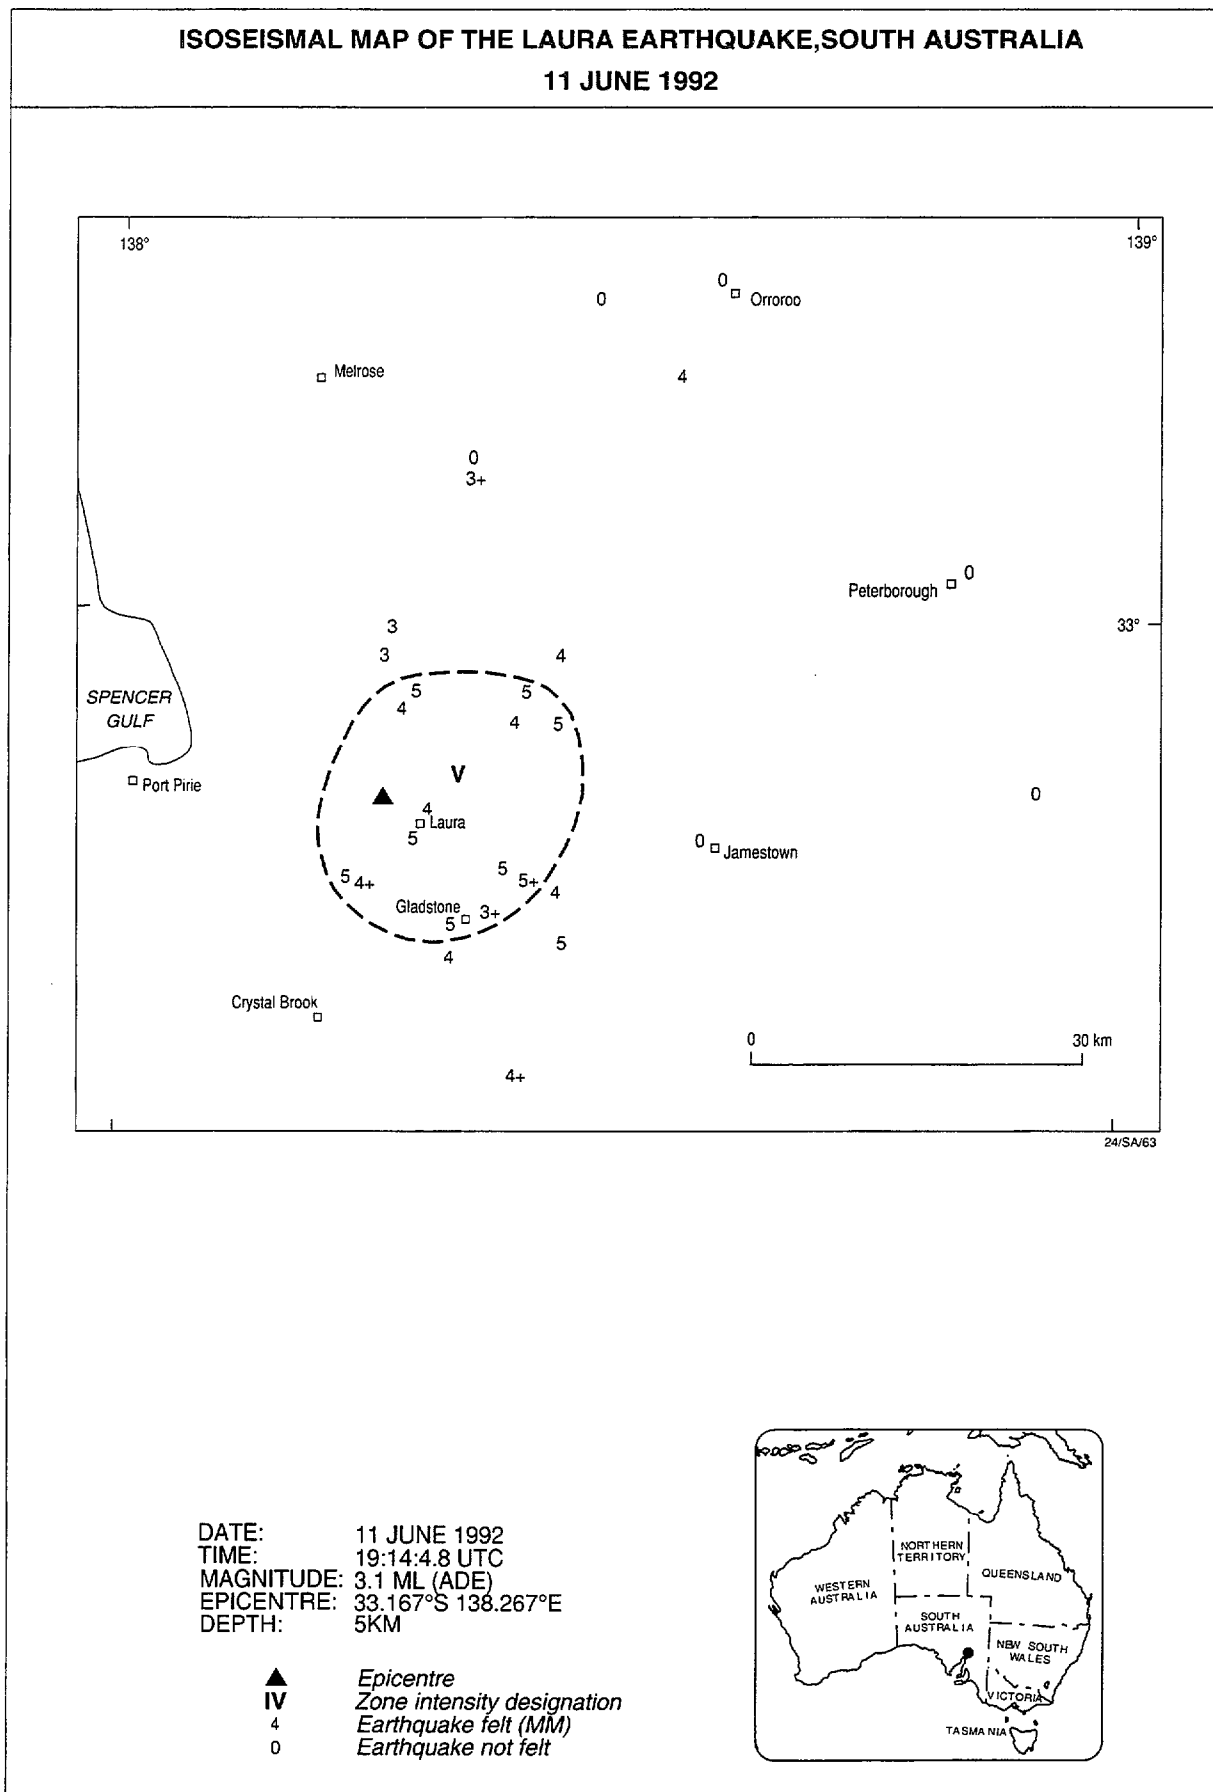 ISOSEISMAL MAP OF THE LAURA EARTHQUAKE,SOUTH AUSTRALIA
11 JUNE 1992
138°
139°
0
Orroroo
0
Melrose
4
0
3+
0
Peterborough
33°
3
3
4
5
5
SPENCER
GULF
4
4
5
V
Port Pirie
0
4
Laura
5
0
Jamestown
5
4+
5
5+
4
Gladstone
3+
5
5
4
Crystal Brook
0
30 km
4+
24/SA/63
DATE: 11 JUNE 1992
TIME: 19:14:4.8 UTC
MAGNITUDE: 3.1 ML (ADE)
EPICENTRE: 33.167°S 138.267°E
DEPTH: 5KM
Epicentre
IV Zone intensity designation
4 Earthquake felt (MM)
0 Earthquake not felt
NORTHERN
TERRITORY
QUEENSLAND
WESTERN
AUSTRALIA
SOUTH
AUSTRALIA
NEW SOUTH
WALES
VICTORIA
TASMANIA